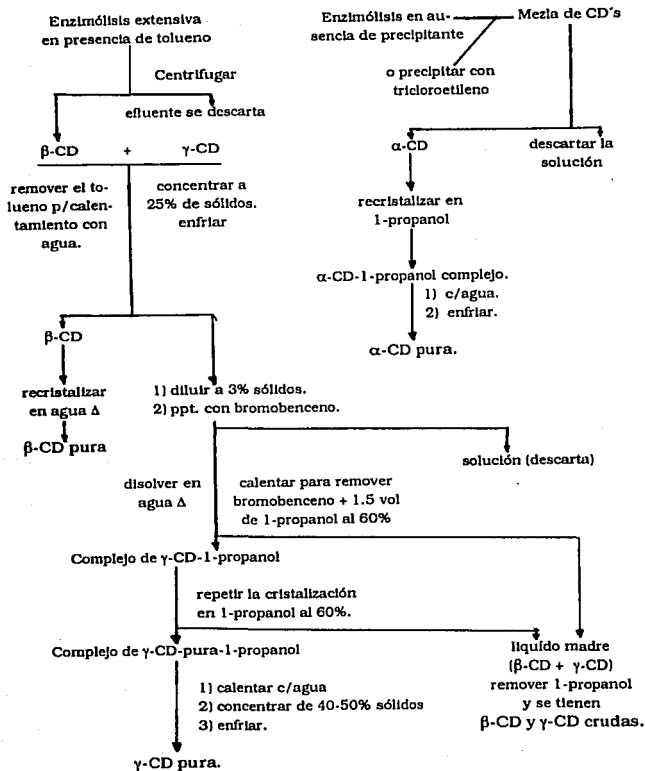 Enzimólisis extensiva
en presencia de tolueno
Centrifugar
efluente se descarta
β-CD + γ-CD
remover el to-
lueno p/calen-
tamiento con
agua.
concentrar a
25% de sólidos.
enfriar
β-CD
recristalizar
en agua Δ
β-CD pura
1) diluir a 3% sólidos.
2) ppt. con bromobenceno.
solución (descarta)
disolver en
agua Δ
calentar para remover
bromobenceno + 1.5 vol
de 1-propanol al 60%
Complejo de γ-CD-1-propanol
repetir la cristalización
en 1-propanol al 60%.
Complejo de γ-CD-pura-1-propanol
1) calentar c/agua
2) concentrar de 40-50% sólidos
3) enfriar.
γ-CD pura.
liquído madre
(β-CD + γ-CD)
remover 1-propanol
y se tienen
β-CD y γ-CD crudas.
Enzimólisis en au-
sencia de precipitante
Mezla de CD's
o precipitar con
tricloroetileno
α-CD
descartar la
solución
recristalizar en
1-propanol
α-CD-1-propanol complejo.
1) c/agua.
2) enfriar.
α-CD pura.